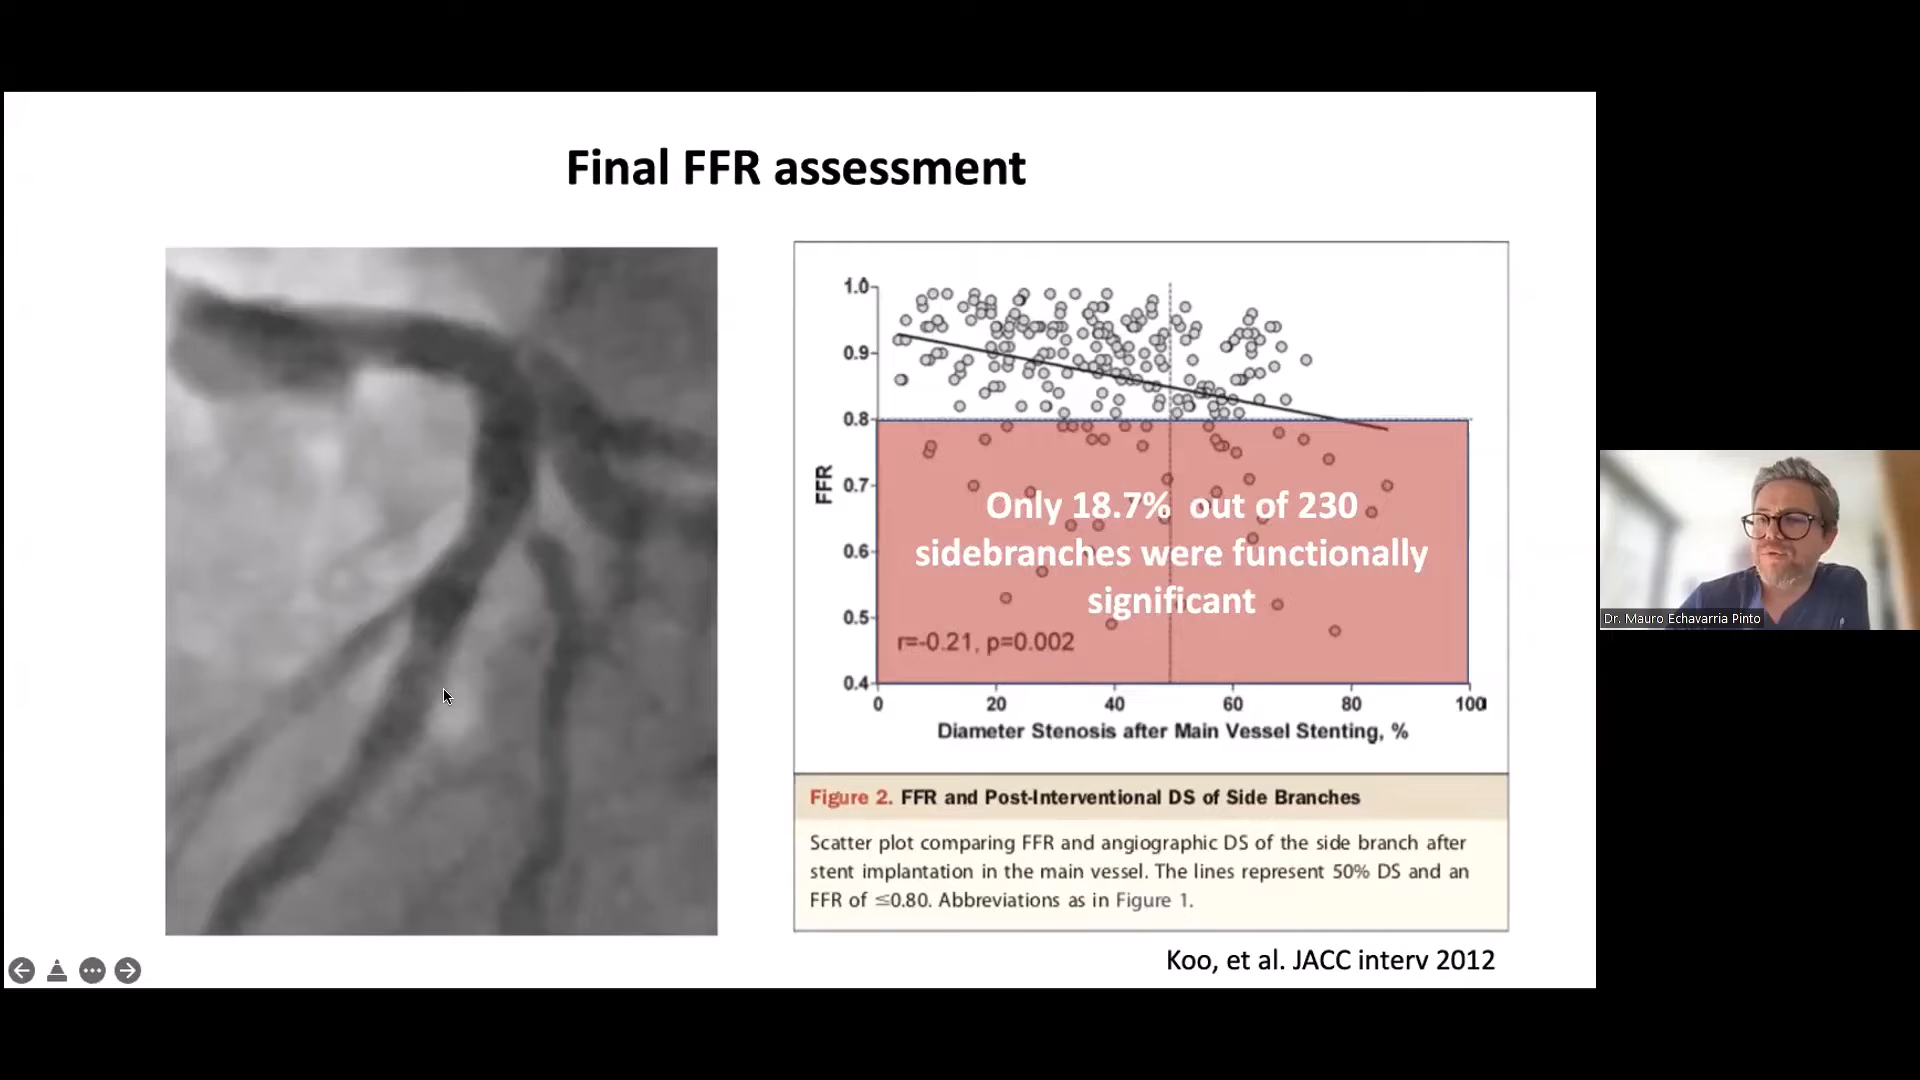 Final FFR assessment
1.0
0.9
0.8
0.7
0.6
0.5
0.4
FFR
Only 18.7% out of 230
sidebranches were functionally
significant
r=-0.21, p=0.002
0 20 40 60 80 100
Diameter Stenosis after Main Vessel Stenting, %
Figure 2. FFR and Post-Interventional DS of Side Branches
Scatter plot comparing FFR and angiographic DS of the side branch after
stent implantation in the main vessel. The lines represent 50% DS and an
FFR of ≤0.80. Abbreviations as in Figure 1.
Koo, et al. JACC interv 2012
Dr. Mauro Echavarria Pinto